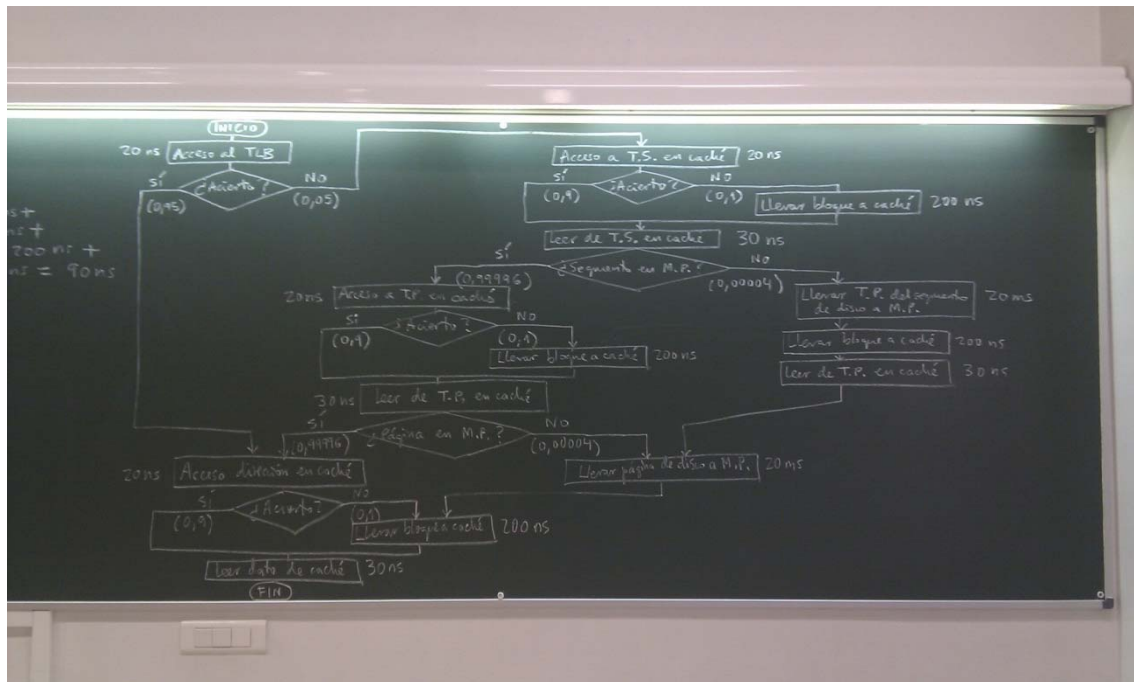 INICIO
20 ns Acceso al TLB
¿Acierto?
SÍ
(0,95)
NO
(0,05)
ns +
ns +
200 ns +
ns = 90 ns
Acceso a T.S. en caché 20 ns
¿Acierto?
SÍ
(0,9)
NO
(0,1)
Llevar bloque a caché 200 ns
Leer de T.S. en caché 30 ns
¿Segmento en M.P.?
SÍ
(0,99996)
NO
(0,00004)
20 ns Acceso a T.P. en caché
¿Acierto?
SÍ
(0,9)
NO
(0,1)
Llevar bloque a caché 200 ns
30 ns Leer de T.P. en caché
Llevar T.P. del segmento
de disco a M.P.
20 ms
Llevar bloque a caché 200 ns
Leer de T.P. en caché 30 ns
¿Página en M.P.?
SÍ
(0,99996)
NO
(0,00004)
Llevar página de disco a M.P. 20 ms
20 ns Acceso dirección en caché
¿Acierto?
SÍ
(0,9)
NO
(0,1)
Llevar bloque a caché 200 ns
Leer dato de caché 30 ns
FIN